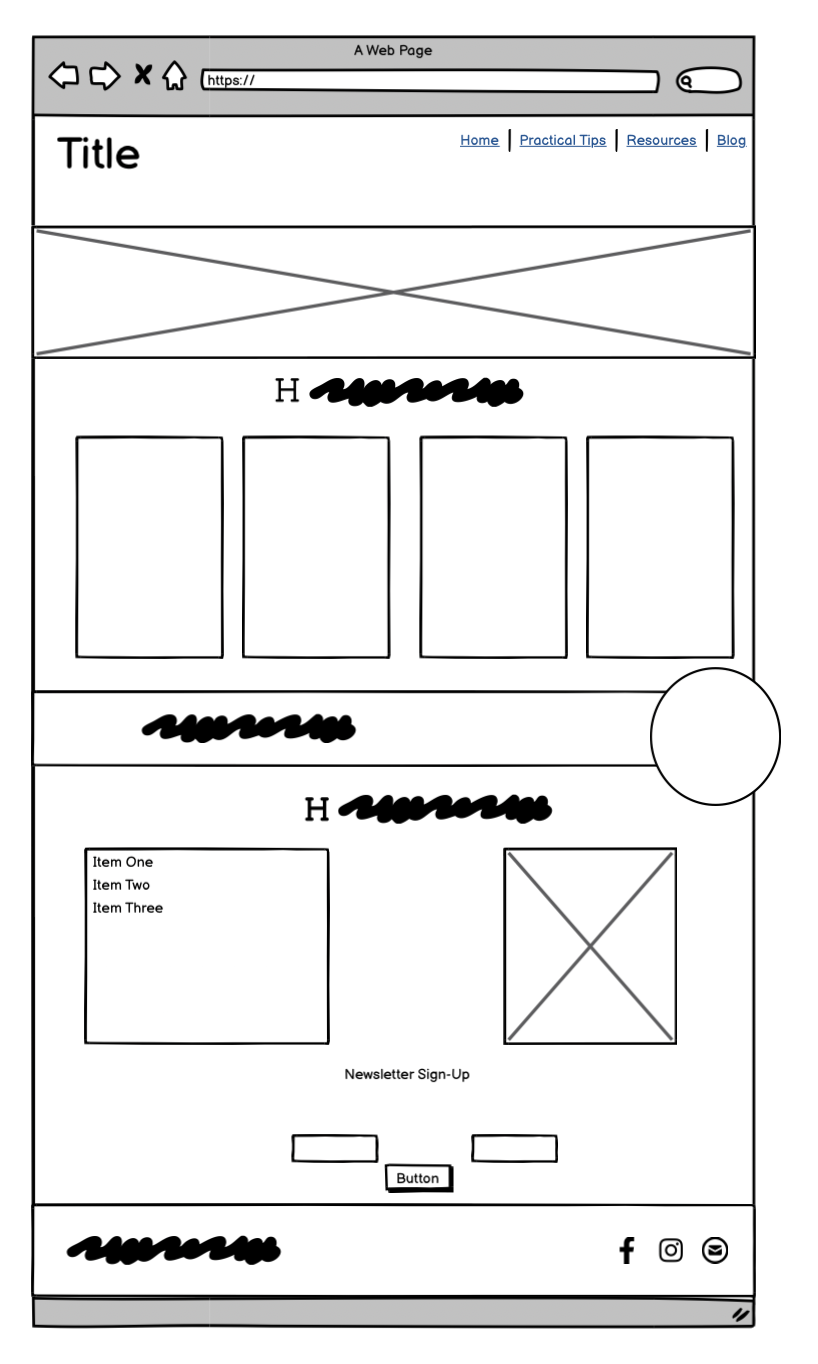 A Web Page
https://
Title
Home | Practical Tips | Resources | Blog
H
H
Item One
Item Two
Item Three
Newsletter Sign-Up
Button